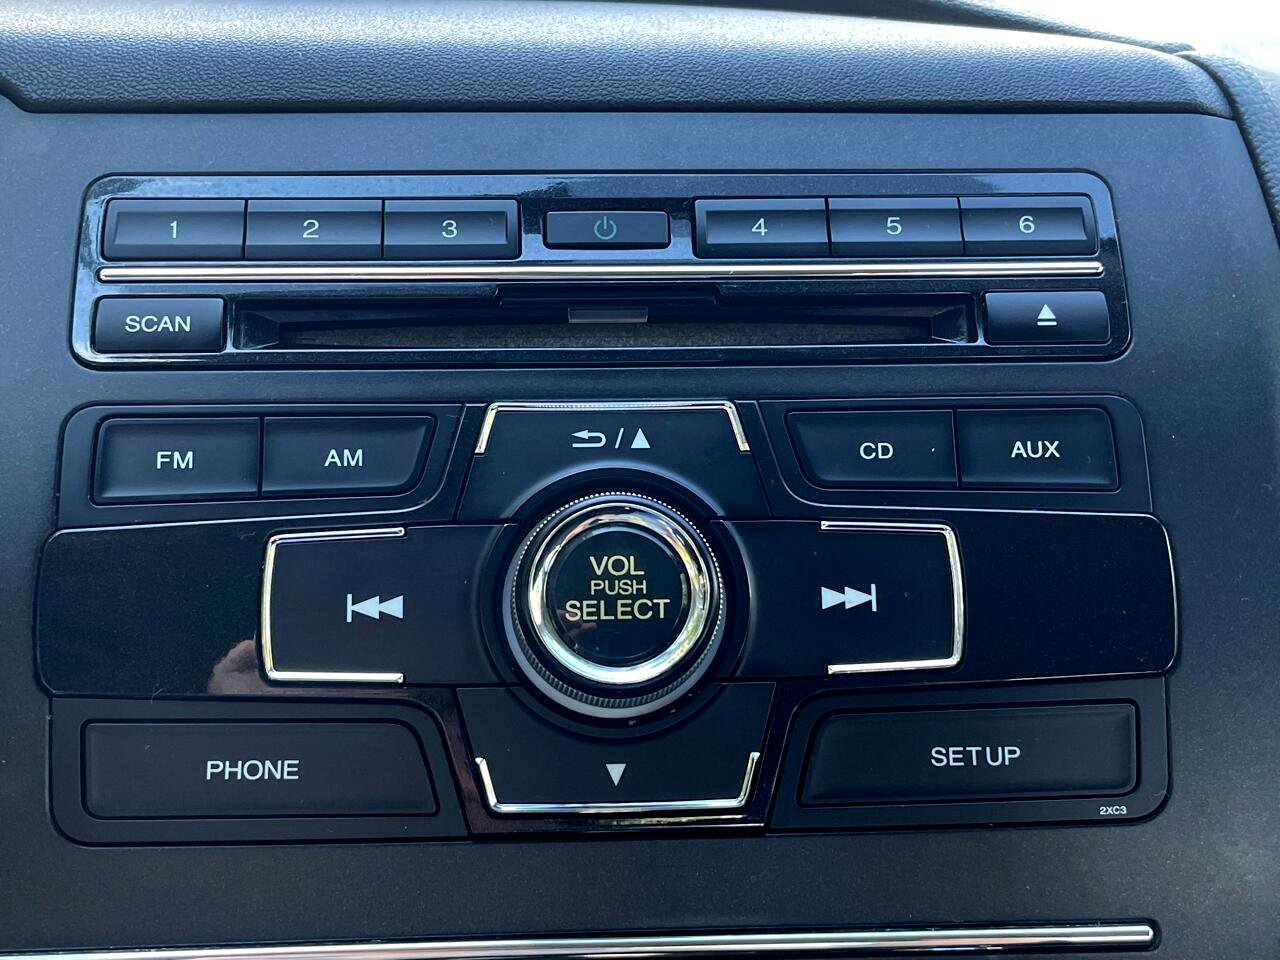 1 2 3 4 5 6
SCAN
FM AM CD AUX
VOL
PUSH
SELECT
PHONE
SETUP
2XC3